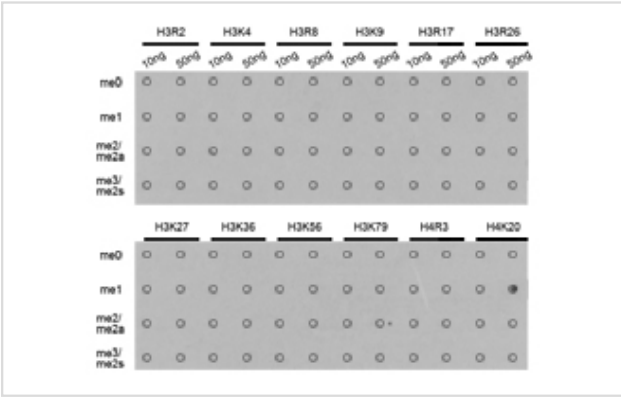 H3R2 H3K4 H3R8 H3K9 H3R17 H3R26
10ng 50ng 10ng 50ng 10ng 50ng 10ng 50ng 10ng 50ng 10ng 50ng
me0
me1
me2/
me2a
me3/
me2s
H3K27 H3K36 H3K56 H3K79 H4R3 H4K20
me0
me1
me2/
me2a
me3/
me2s